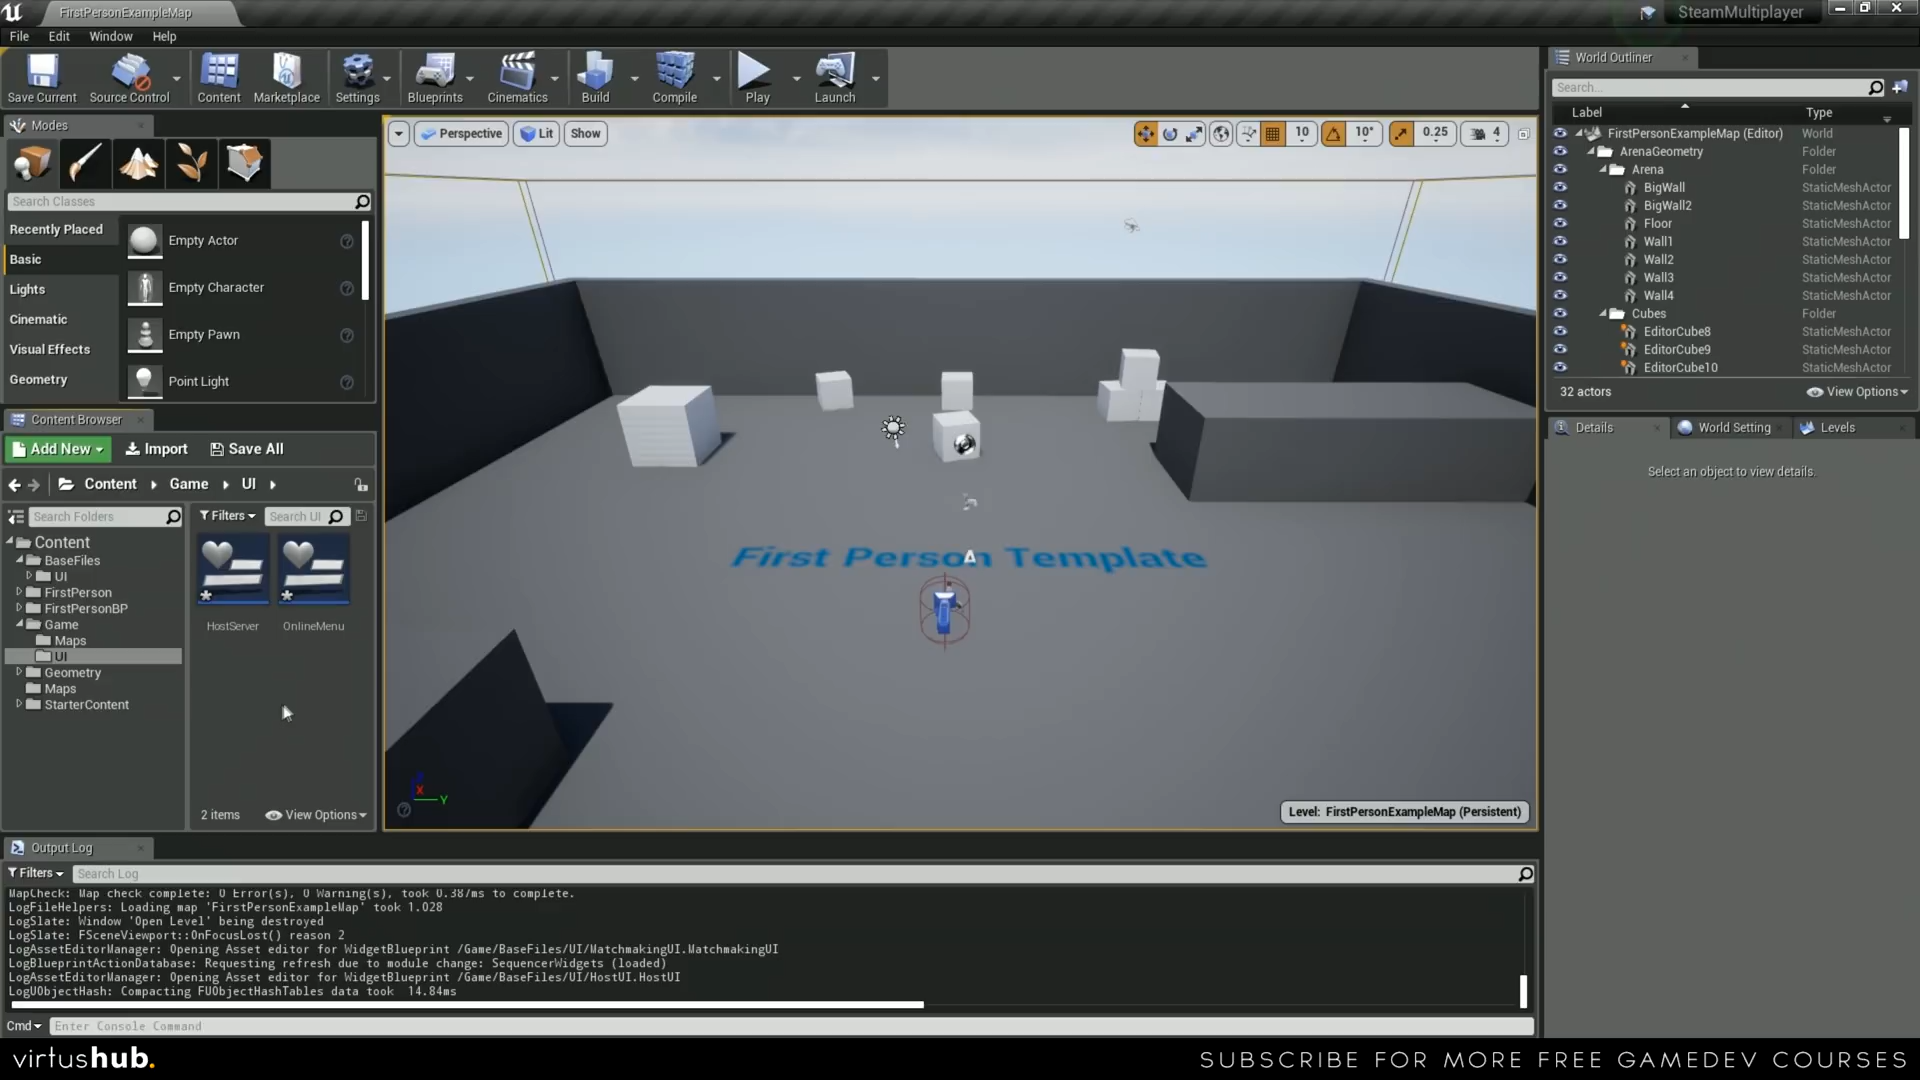 FirstPersonExampleMap
SteamMultiplayer
File Edit Window Help
Save Current Source Control Content Marketplace Settings Blueprints Cinematics Build Compile Play Launch
Modes
Search Classes
Recently Placed
Basic
Lights
Cinematic
Visual Effects
Geometry
Empty Actor
Empty Character
Empty Pawn
Point Light
Content Browser
Add New Import Save All
Content Game UI
Search Folders
Filters Search UI
Content
BaseFiles
UI
FirstPerson
FirstPersonBP
Game
Maps
UI
Geometry
Maps
StarterContent
HostServer OnlineMenu
2 items View Options
Perspective Lit Show
10 10° 0.25 4
First Person Template
X Y
Level: FirstPersonExampleMap (Persistent)
World Outliner
Search...
Label Type
FirstPersonExampleMap (Editor) World
ArenaGeometry Folder
Arena Folder
BigWall StaticMeshActor
BigWall2 StaticMeshActor
Floor StaticMeshActor
Wall1 StaticMeshActor
Wall2 StaticMeshActor
Wall3 StaticMeshActor
Wall4 StaticMeshActor
Cubes Folder
EditorCube8 StaticMeshActor
EditorCube9 StaticMeshActor
EditorCube10 StaticMeshActor
32 actors View Options
Details World Setting Levels
Select an object to view details.
Output Log
Filters Search Log
MapCheck: Map check complete: 0 Error(s), 0 Warning(s), took 0.387ms to complete.
LogFileHelpers: Loading map 'FirstPersonExampleMap' took 1.028
LogSlate: Window 'Open Level' being destroyed
LogSlate: FSceneViewport::OnFocusLost() reason 2
LogAssetEditorManager: Opening Asset editor for WidgetBlueprint /Game/BaseFiles/UI/MatchmakingUI.MatchmakingUI
LogBlueprintActionDatabase: Requesting refresh due to module change: SequencerWidgets (loaded)
LogAssetEditorManager: Opening Asset editor for WidgetBlueprint /Game/BaseFiles/UI/HostUI.HostUI
LogUObjectHash: Compacting FUObjectHashTables data took 14.84ms
Cmd Enter Console Command
virtushub.
SUBSCRIBE FOR MORE FREE GAMEDEV COURSES